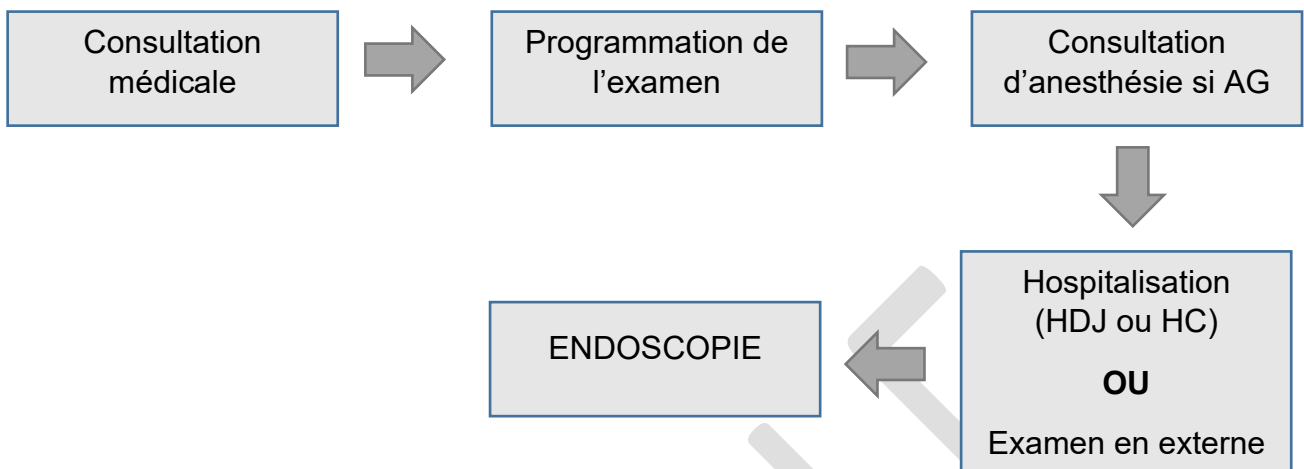 Consultation
médicale
Programmation de
l’examen
Consultation
d’anesthésie si AG
Hospitalisation
(HDJ ou HC)
OU
Examen en externe
ENDOSCOPIE